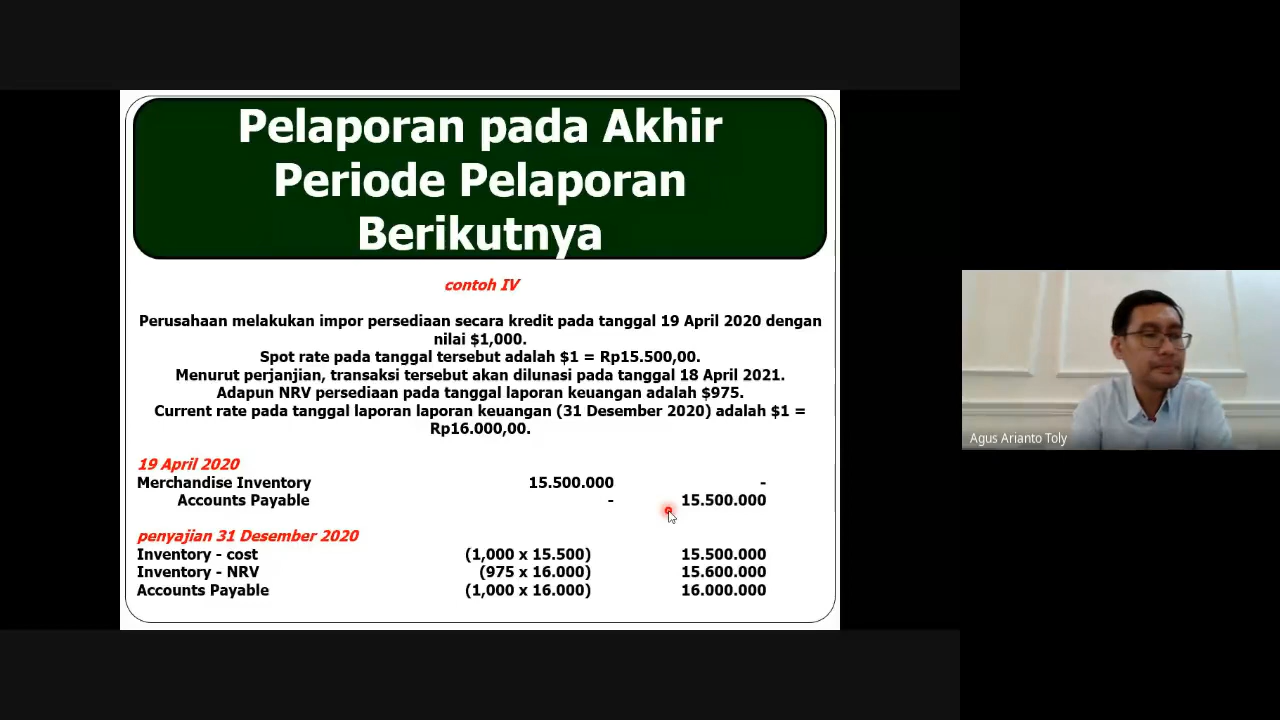 Pelaporan pada Akhir
Periode Pelaporan
Berikutnya
contoh IV
Perusahaan melakukan impor persediaan secara kredit pada tanggal 19 April 2020 dengan
nilai $1,000.
Spot rate pada tanggal tersebut adalah $1 = Rp15.500,00.
Menurut perjanjian, transaksi tersebut akan dilunasi pada tanggal 18 April 2021.
Adapun NRV persediaan pada tanggal laporan keuangan adalah $975.
Current rate pada tanggal laporan laporan keuangan (31 Desember 2020) adalah $1 =
Rp16.000,00.
19 April 2020
Merchandise Inventory 15.500.000 -
Accounts Payable - 15.500.000
penyajian 31 Desember 2020
Inventory - cost (1,000 x 15.500) 15.500.000
Inventory - NRV (975 x 16.000) 15.600.000
Accounts Payable (1,000 x 16.000) 16.000.000
Agus Arianto Toly